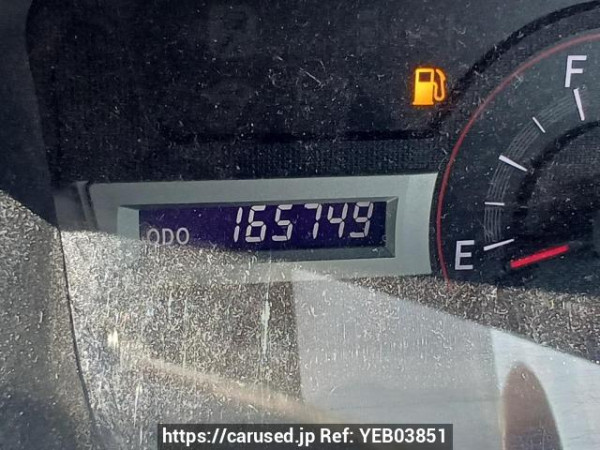 F
ODO 165749
E
https://carused.jp Ref: YEB03851